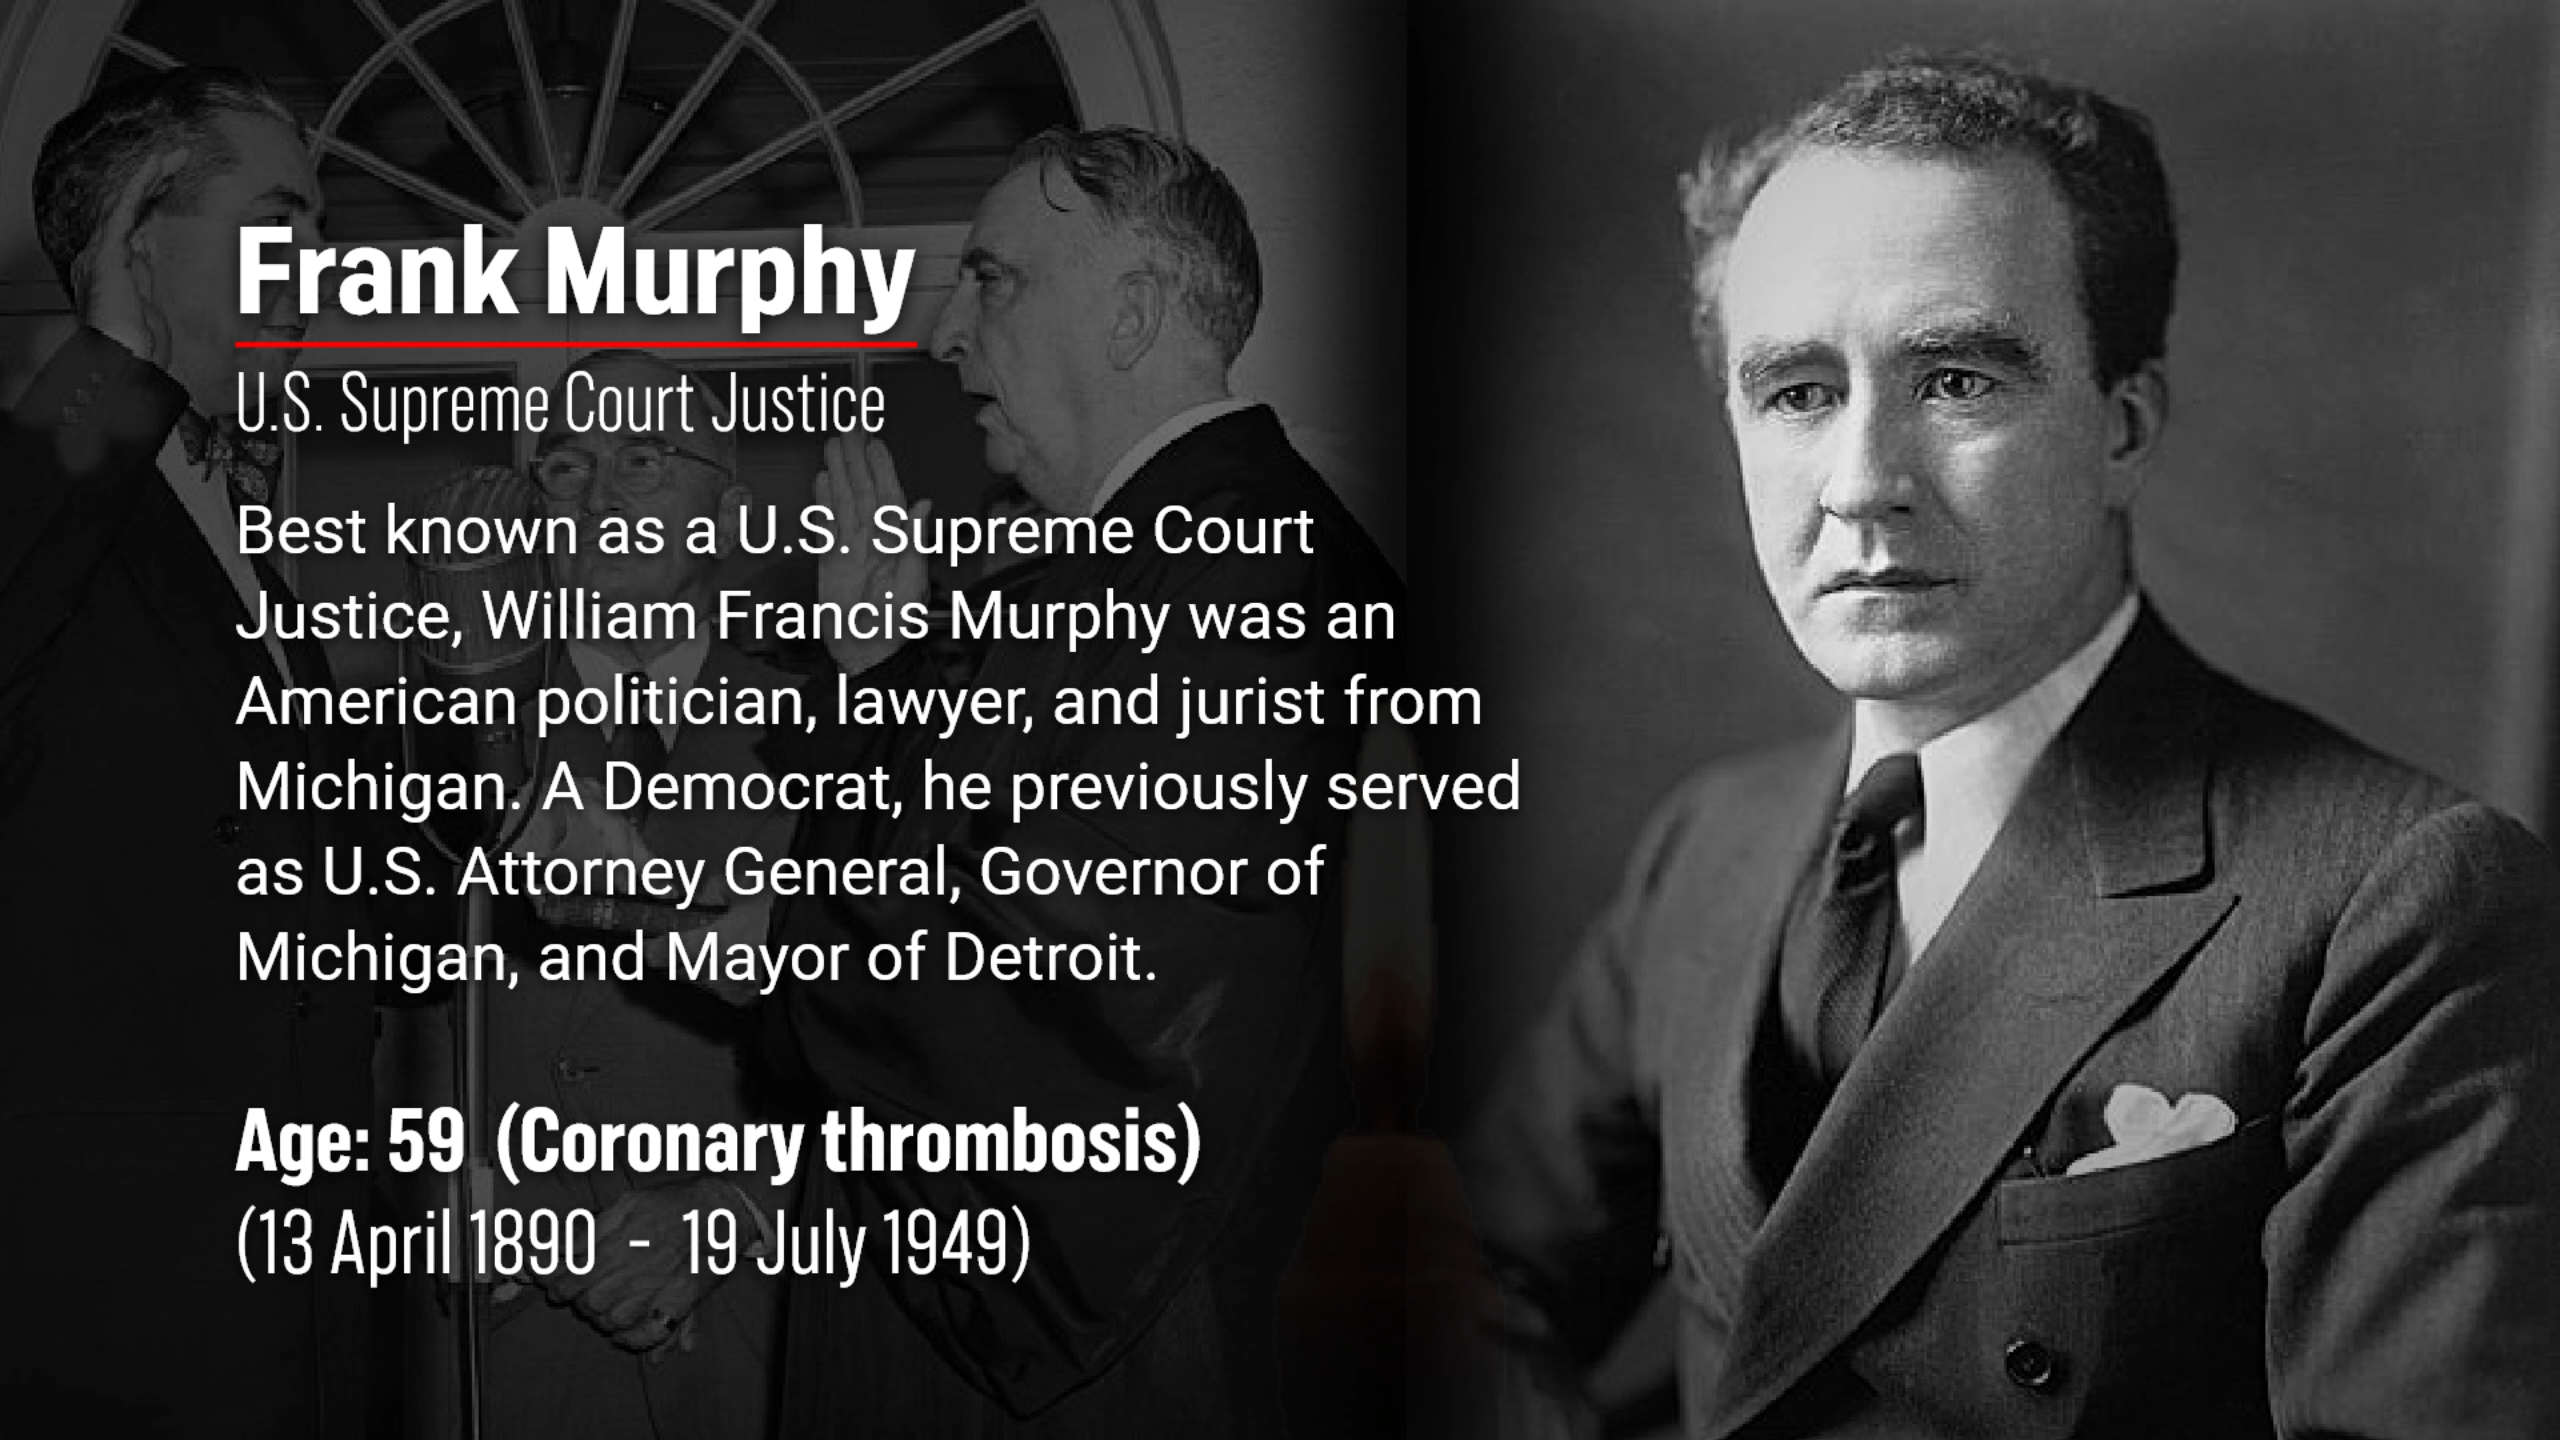 Frank Murphy
U.S. Supreme Court Justice
Best known as a U.S. Supreme Court
Justice, William Francis Murphy was an
American politician, lawyer, and jurist from
Michigan. A Democrat, he previously served
as U.S. Attorney General, Governor of
Michigan, and Mayor of Detroit.
Age: 59 (Coronary thrombosis)
(13 April 1890 - 19 July 1949)